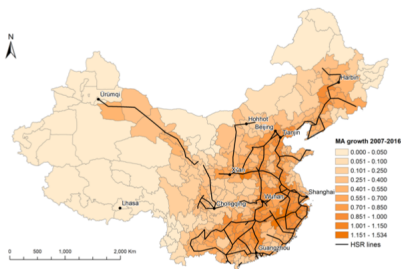 N
Harbin
Urumqi
Hohhot
Beijing
Tianjin
MA growth 2007-2016
0.000 - 0.050
0.051 - 0.100
0.101 - 0.250
0.251 - 0.400
0.401 - 0.550
0.551 - 0.700
0.701 - 0.850
0.851 - 1.000
1.001 - 1.150
1.151 - 1.534
HSR lines
Xi'an
Shanghai
Wuhan
Chongqing
Lhasa
Guangzhou
0 500 1,000 2,000 Km